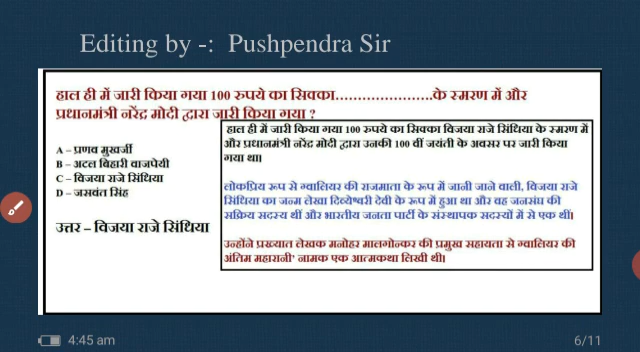 Editing by -:  Pushpendra Sir
हाल ही में जारी किया गया 100 रुपये का सिक्का......................के स्मरण में और
प्रधानमंत्री नरेंद्र मोदी द्वारा जारी किया गया ?
A – प्रणव मुखर्जी
B – अटल बिहारी वाजपेयी
C – विजया राजे सिंधिया
D – जसवंत सिंह
उत्तर – विजया राजे सिंधिया
हाल ही में जारी किया गया 100 रुपये का सिक्का विजया राजे सिंधिया के स्मरण में
और प्रधानमंत्री नरेंद्र मोदी द्वारा उनकी 100 वीं जयंती के अवसर पर जारी किया
गया था।
लोकप्रिय रूप से ग्वालियर की राजमाता के रूप में जानी जाने वाली, विजया राजे
सिंधिया का जन्म लेखा दिव्येश्वरी देवी के रूप में हुआ था और वह जनसंघ की
सक्रिय सदस्य थीं और भारतीय जनता पार्टी के संस्थापक सदस्यों में से एक थीं।
उन्होंने प्रख्यात लेखक मनोहर मालगोन्कर की प्रमुख सहायता से ग्वालियर की
अंतिम महारानी' नामक एक आत्मकथा लिखी थी।
4:45 am
6/11